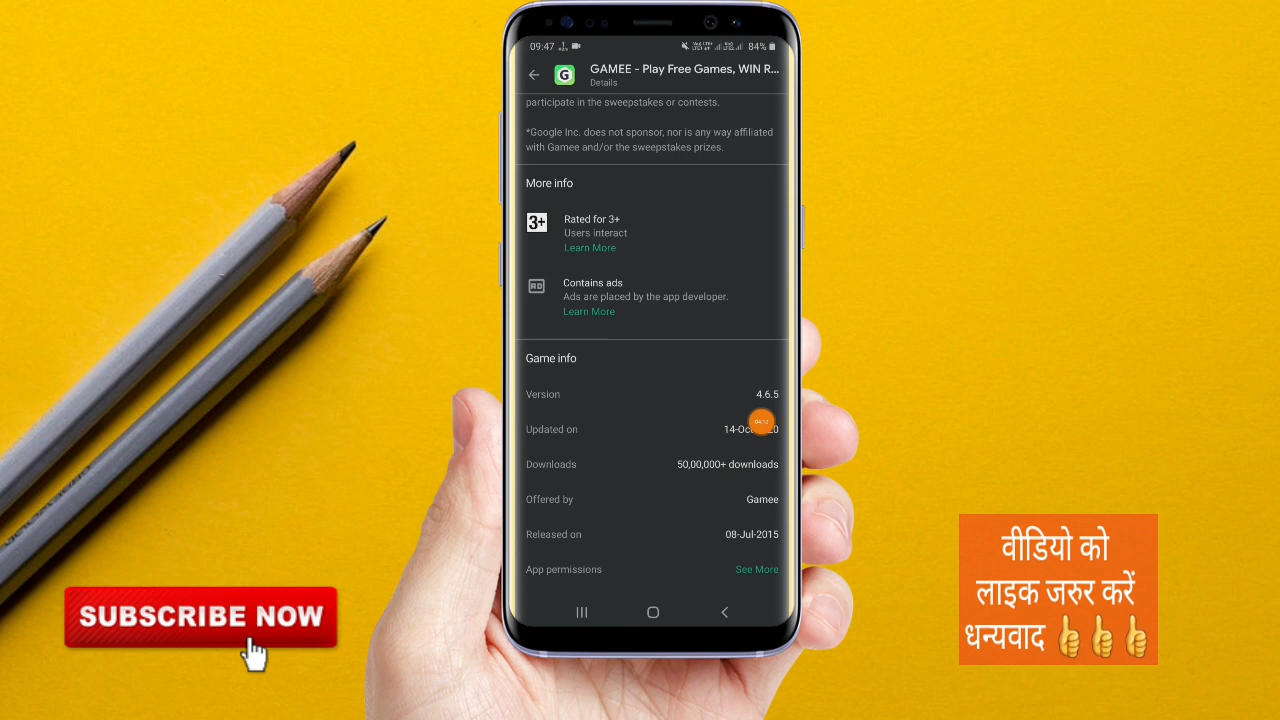 09:47
84%
GAMEE - Play Free Games, WIN R...
Details
participate in the sweepstakes or contests.
*Google Inc. does not sponsor, nor is any way affiliated
with Gamee and/or the sweepstakes prizes.
More info
3+
Rated for 3+
Users interact
Learn More
AD
Contains ads
Ads are placed by the app developer.
Learn More
Game info
Version
4.6.5
Updated on
04:12
Downloads
50,00,000+ downloads
Offered by
Gamee
Released on
08-Jul-2015
App permissions
See More
SUBSCRIBE NOW
वीडियो को
लाइक जरुर करें
धन्यवाद 👍👍👍